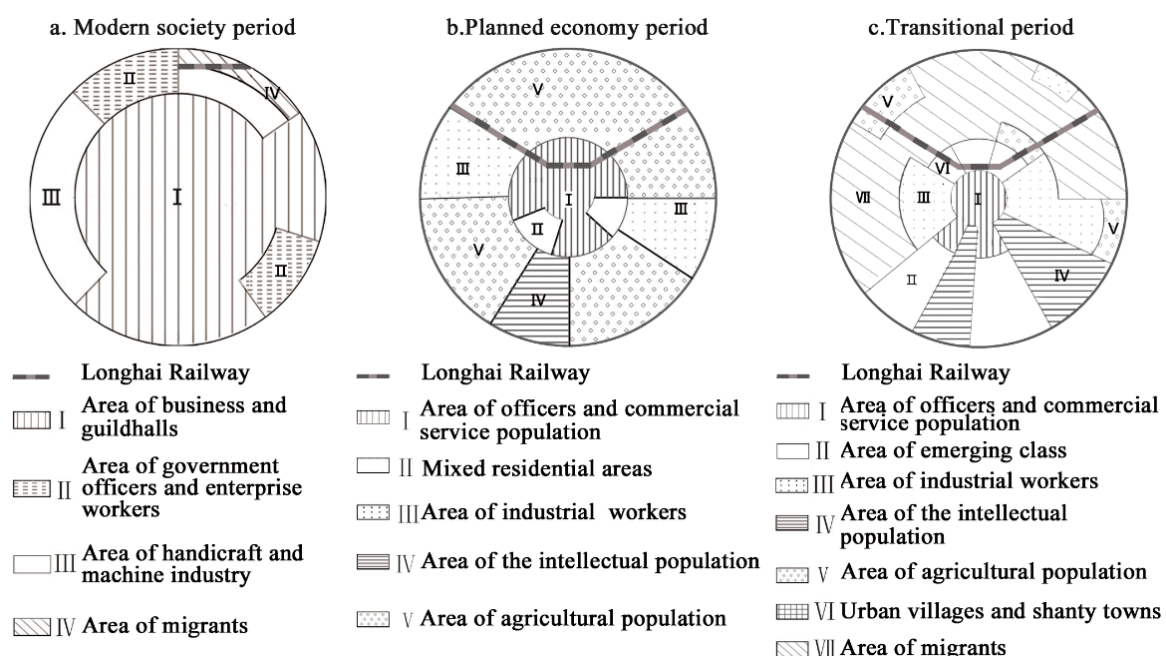 a. Modern society period
II
IV
III
I
II
Longhai Railway
I Area of business and
guildhalls
II Area of government
officers and enterprise
workers
III Area of handicraft and
machine industry
IV Area of migrants
b.Planned economy period
V
III
I
III
II
V
IV
Longhai Railway
I Area of officers and commercial
service population
II Mixed residential areas
III Area of industrial workers
IV Area of the intellectual population
V Area of agricultural population
c.Transitional period
V
VI
VII
III
I
V
II
IV
Longhai Railway
I Area of officers and commercial
service population
II Area of emerging class
III Area of industrial workers
IV Area of the intellectual
population
V Area of agricultural population
VI Urban villages and shanty towns
VII Area of migrants